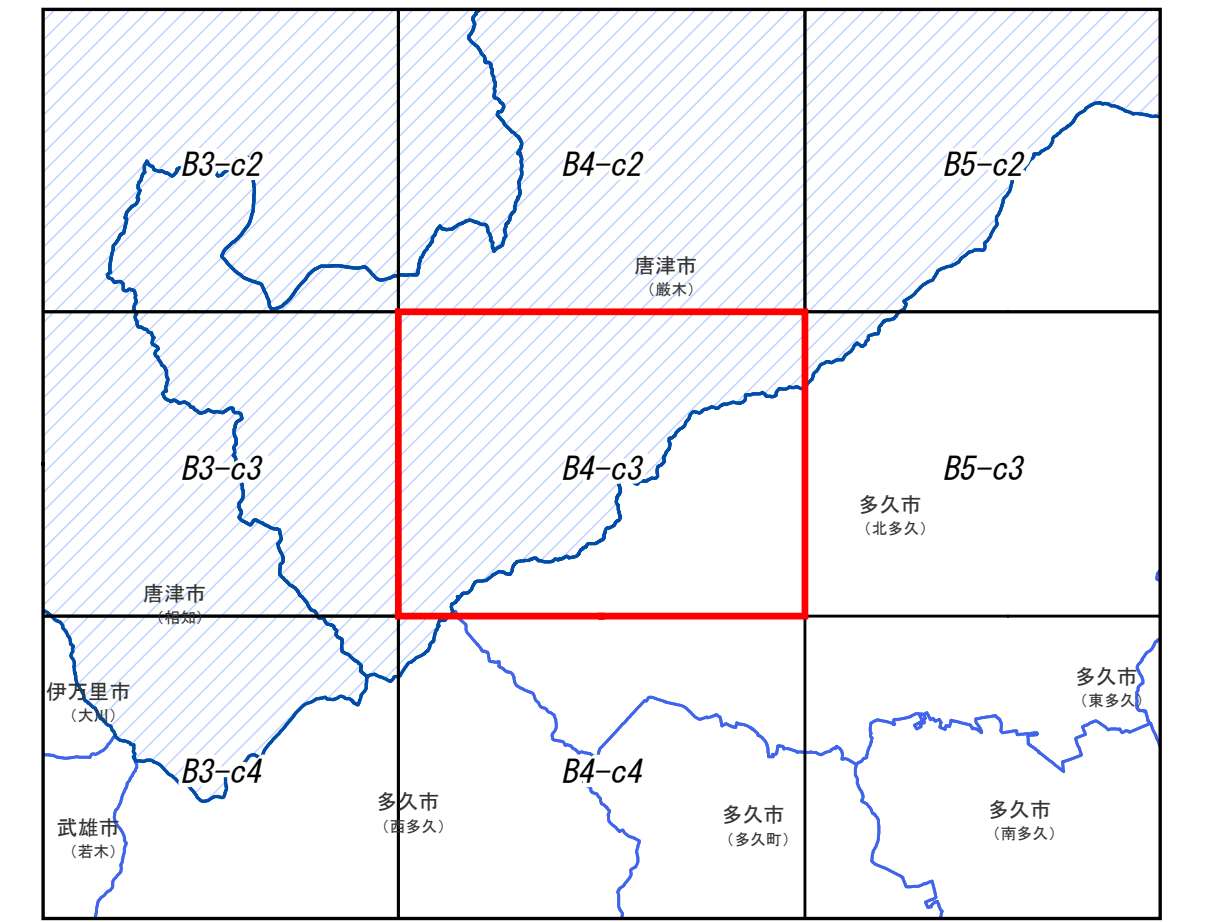 B3-c2
B4-c2
B5-c2
唐津市
（厳木）
B3-c3
B4-c3
B5-c3
多久市
（北多久）
唐津市
（相知）
伊万里市
（大川）
多久市
（東多久）
B3-c4
B4-c4
多久市
（西多久）
多久市
（多久町）
多久市
（南多久）
武雄市
（若木）